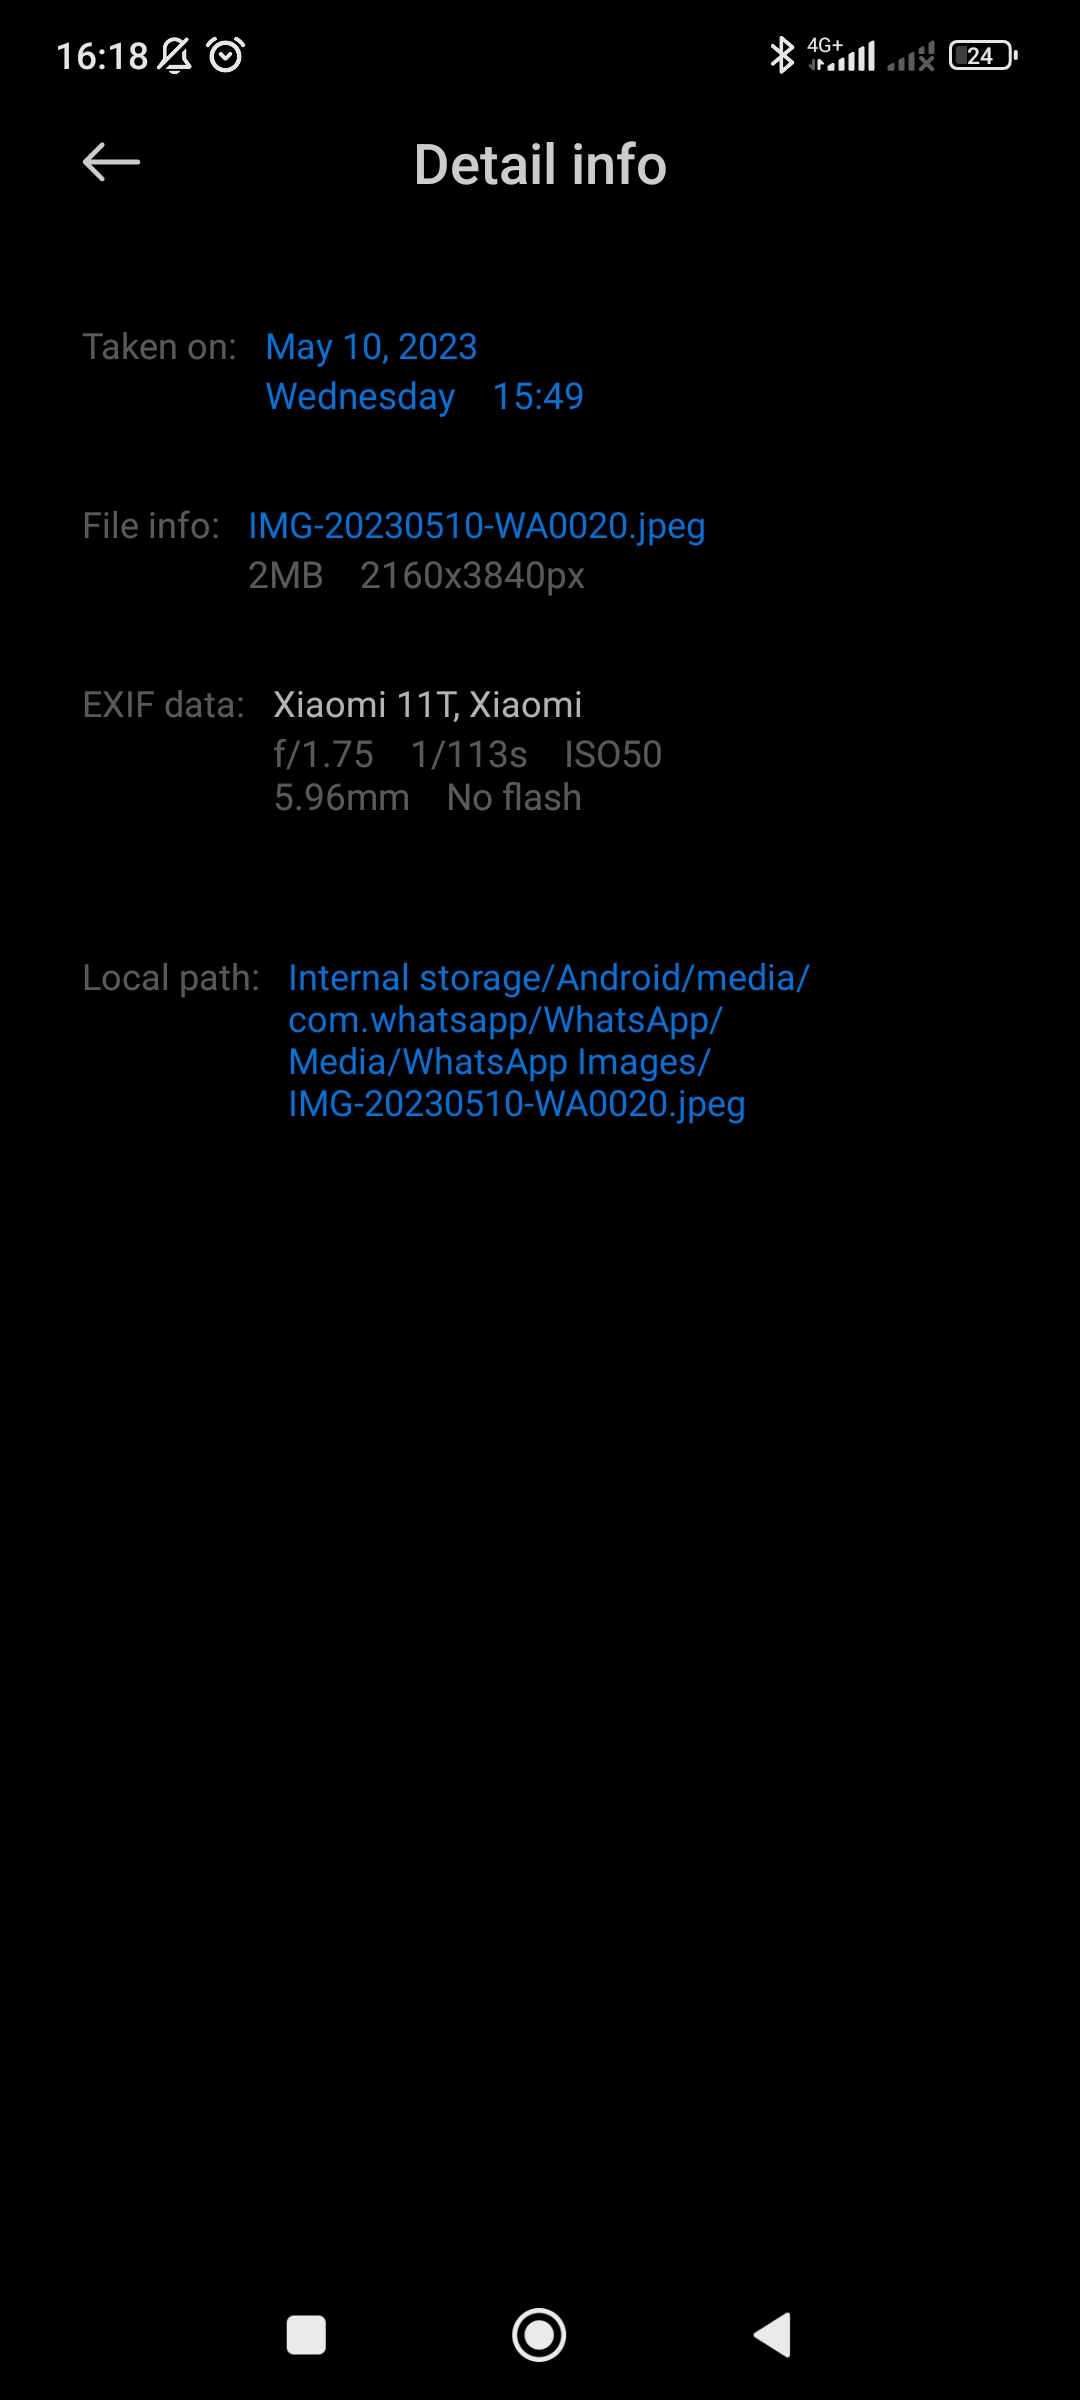 16:18 4G+ 24
Detail info
Taken on: May 10, 2023
Wednesday 15:49
File info: IMG-20230510-WA0020.jpeg
2MB 2160x3840px
EXIF data: Xiaomi 11T, Xiaomi
f/1.75 1/113s ISO50
5.96mm No flash
Local path: Internal storage/Android/media/
com.whatsapp/WhatsApp/
Media/WhatsApp Images/
IMG-20230510-WA0020.jpeg